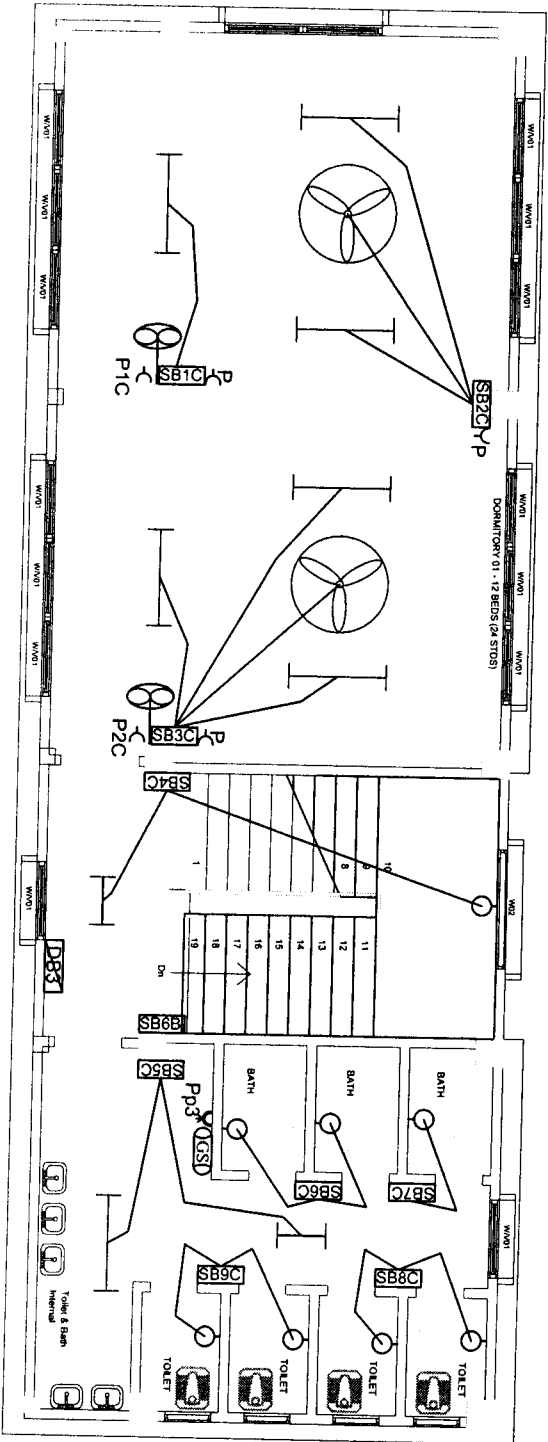 W/V01
W/V01
W/V01
W/V01
W/V01
W/V01
P1C
SB1C
P
SB2C
P
W/V01
W/V01
W/V01
W/V01
W/V01
W/V01
DORMITORY 01 - 12 BEDS (24 STDS)
P2C
SB3C
P
SB4C
1
8
9
10
W02
W/V01
DB3
19
18
17
16
15
14
13
12
11
Dn
SB6B
SB5C
Pp3
GSI
BATH
BATH
BATH
SB6C
SB7C
W/V01
SB9C
SB8C
Toilet & Bath
Internal
TOILET
TOILET
TOILET
TOILET